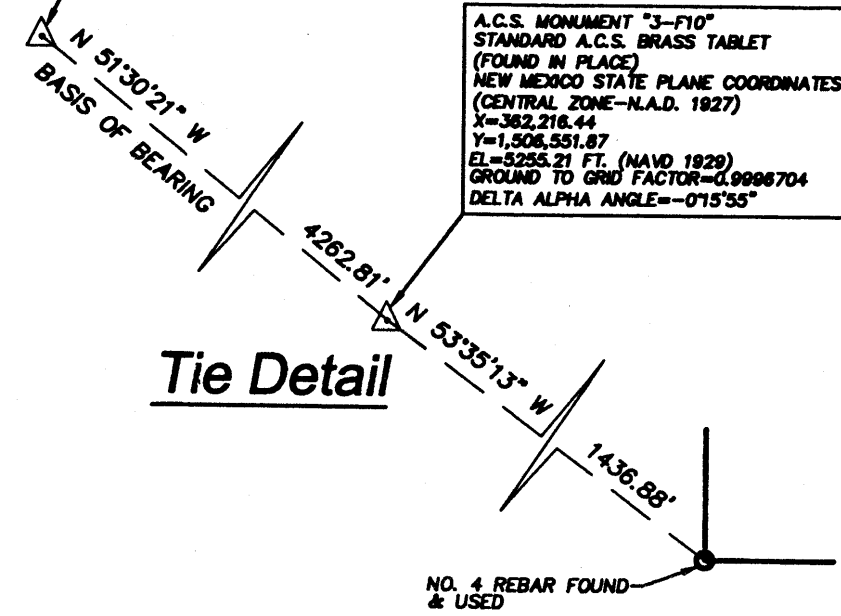 A.C.S. MONUMENT "3-F10"
STANDARD A.C.S. BRASS TABLET
(FOUND IN PLACE)
NEW MEXICO STATE PLANE COORDINATES
(CENTRAL ZONE-N.A.D. 1927)
X=362,216.44
Y=1,506,551.67
EL=5255.21 FT. (NAVD 1929)
GROUND TO GRID FACTOR=0.9996704
DELTA ALPHA ANGLE=-0°15'55"
N 51°30'21" W
BASIS OF BEARING
4262.81'
N 53°35'13" W
Tie Detail
1436.88'
NO. 4 REBAR FOUND
& USED